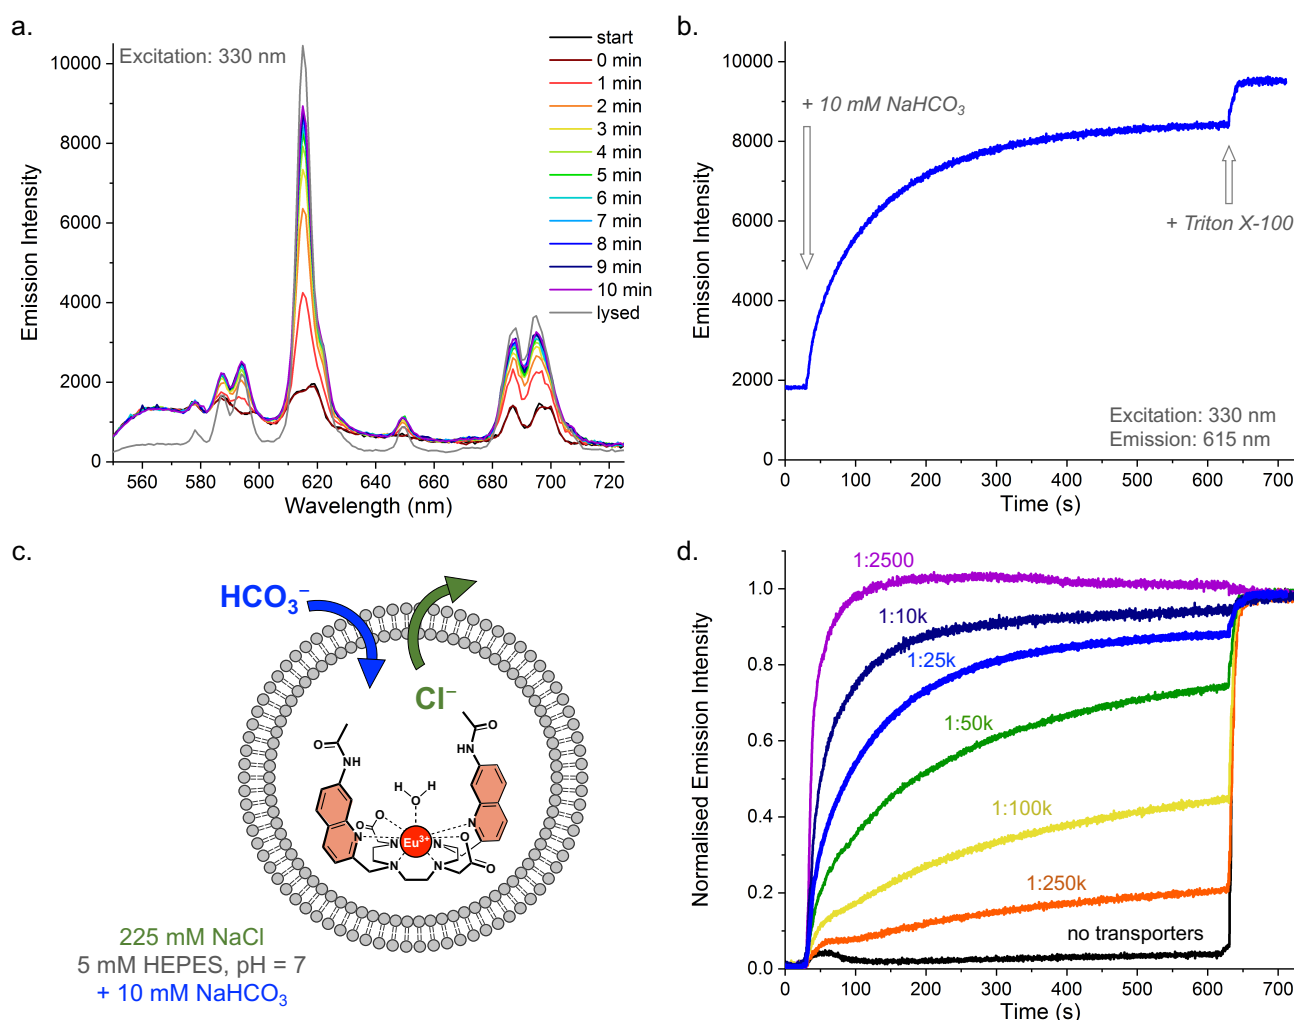 a.
Excitation: 330 nm
Emission Intensity
10000
8000
6000
4000
2000
0
560 580 600 620 640 660 680 700 720
Wavelength (nm)
start
0 min
1 min
2 min
3 min
4 min
5 min
6 min
7 min
8 min
9 min
10 min
lysed
b.
Emission Intensity
10000
8000
6000
4000
2000
0
+ 10 mM NaHCO₃
+ Triton X-100
Excitation: 330 nm
Emission: 615 nm
0 100 200 300 400 500 600 700
Time (s)
c.
HCO₃⁻
Cl⁻
O
NH
O
HN
H H
O
O
O
N
N
O
O
N
N
N
N
Eu³⁺
225 mM NaCl
5 mM HEPES, pH = 7
+ 10 mM NaHCO₃
d.
Normalised Emission Intensity
1.0
0.8
0.6
0.4
0.2
0.0
1:2500
1:10k
1:25k
1:50k
1:100k
1:250k
no transporters
0 100 200 300 400 500 600 700
Time (s)